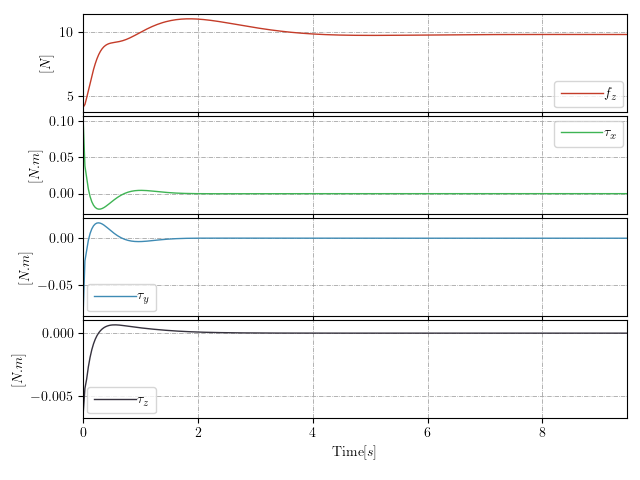 10
5
[N]
f_z
0.10
0.05
0.00
[N.m]
τ_x
0.00
−0.05
[N.m]
τ_y
0.000
−0.005
[N.m]
τ_z
0 2 4 6 8
Time[s]